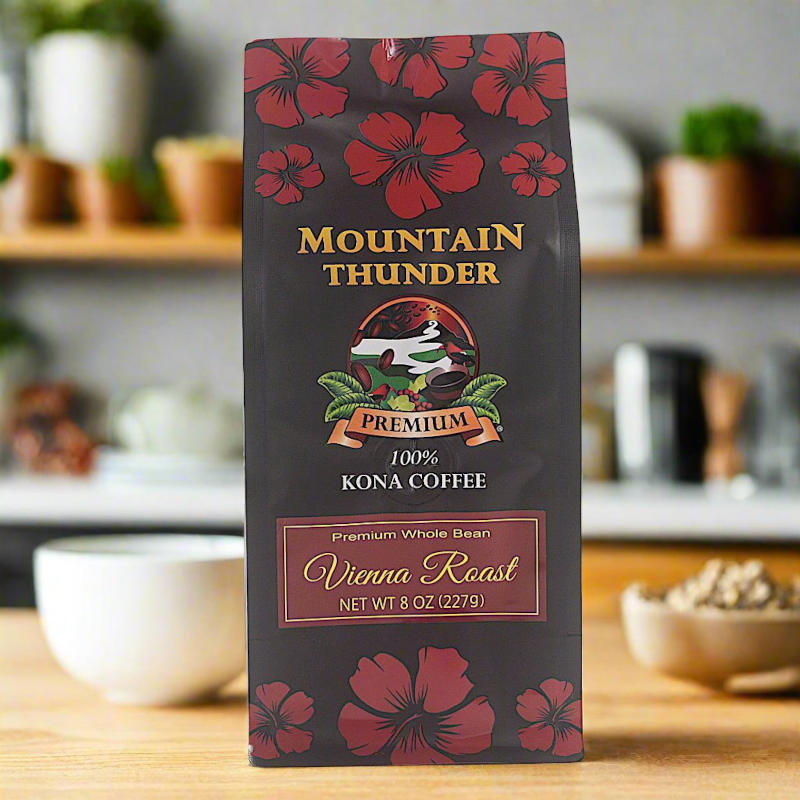 MOUNTAIN
THUNDER
PREMIUM
®
100%
KONA COFFEE
Premium Whole Bean
Vienna Roast
NET WT 8 OZ (227g)